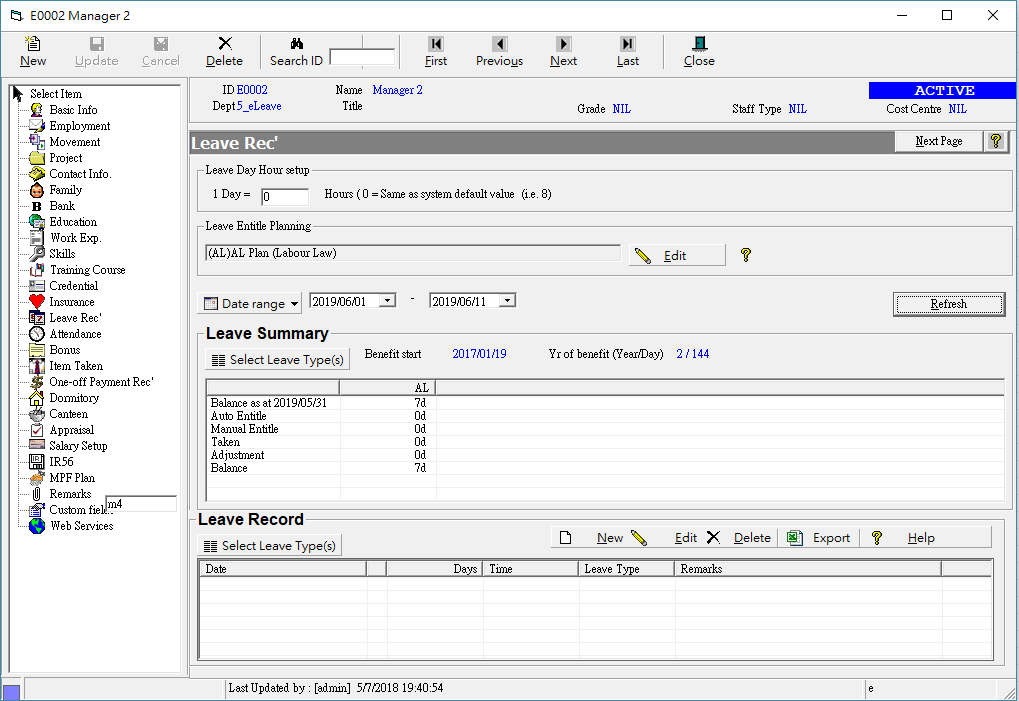 E0002 Manager 2
New Update Cancel Delete Search ID First Previous Next Last Close
Select Item
Basic Info
Employment
Movement
Project
Contact Info.
Family
Bank
Education
Work Exp.
Skills
Training Course
Credential
Insurance
Leave Rec'
Attendance
Bonus
Item Taken
One-off Payment Rec'
Dormitory
Canteen
Appraisal
Salary Setup
IR56
MPF Plan
Remarks
Custom field.
m4
Web Services
ID E0002 Name Manager 2 ACTIVE
Dept 5_eLeave Title Grade NIL Staff Type NIL Cost Centre NIL
Leave Rec' Next Page ?
Leave Day Hour setup
1 Day = 0 Hours ( 0 = Same as system default value (i.e. 8)
Leave Entitle Planning
(AL)AL Plan (Labour Law) Edit ?
Date range 2019/06/01 - 2019/06/11 Refresh
Leave Summary
Select Leave Type(s) Benefit start 2017/01/19 Yr of benefit (Year/Day) 2 / 144
AL
Balance as at 2019/05/31 7d
Auto Entitle 0d
Manual Entitle 0d
Taken 0d
Adjustment 0d
Balance 7d
Leave Record
Select Leave Type(s) New Edit Delete Export ? Help
Date Days Time Leave Type Remarks
Last Updated by : [admin] 5/7/2018 19:40:54 e